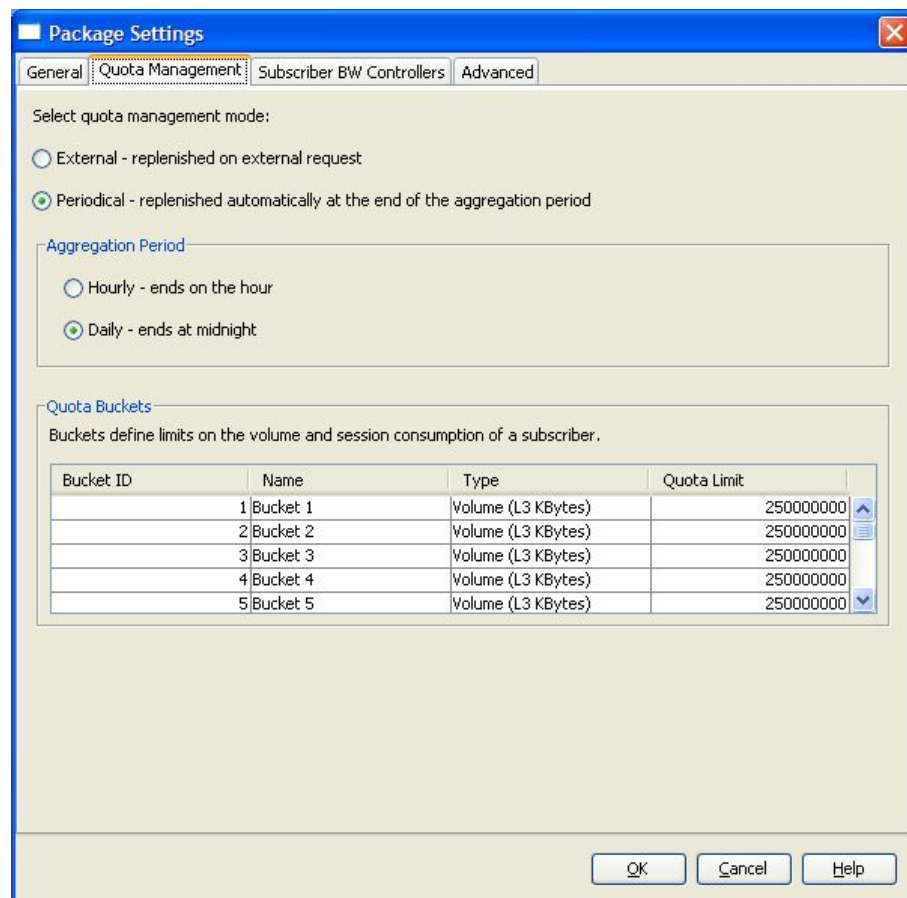 Package Settings
General Quota Management Subscriber BW Controllers Advanced
Select quota management mode:
External - replenished on external request
Periodical - replenished automatically at the end of the aggregation period
Aggregation Period
Hourly - ends on the hour
Daily - ends at midnight
Quota Buckets
Buckets define limits on the volume and session consumption of a subscriber.
Bucket ID Name Type Quota Limit
1 Bucket 1 Volume (L3 KBytes) 250000000
2 Bucket 2 Volume (L3 KBytes) 250000000
3 Bucket 3 Volume (L3 KBytes) 250000000
4 Bucket 4 Volume (L3 KBytes) 250000000
5 Bucket 5 Volume (L3 KBytes) 250000000
OK Cancel Help